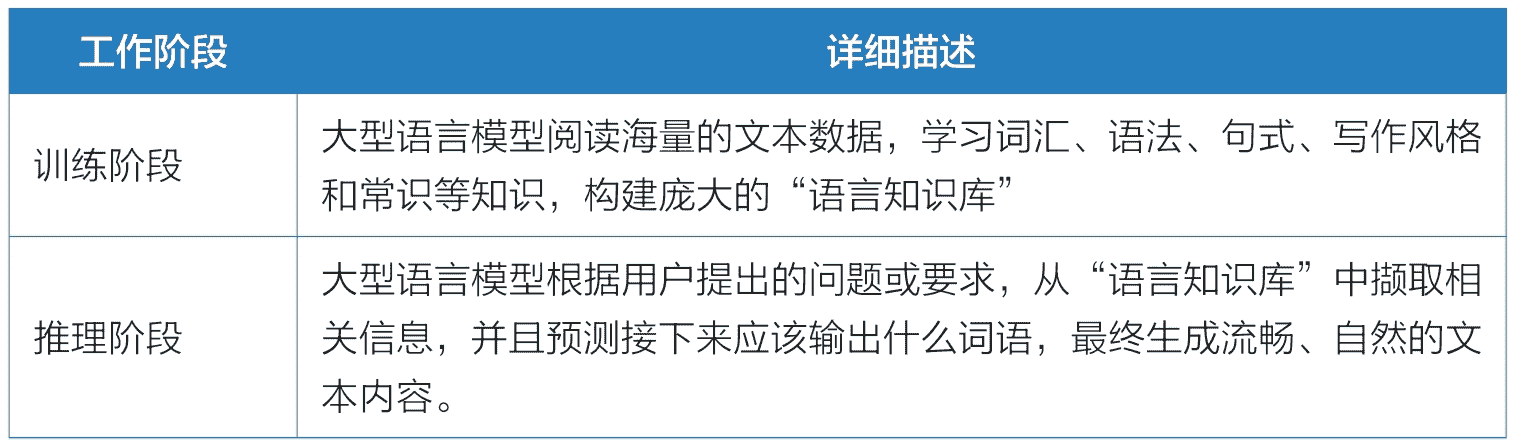 工作阶段
详细描述
训练阶段
大型语言模型阅读海量的文本数据，学习词汇、语法、句式、写作风格
和常识等知识，构建庞大的“语言知识库”
推理阶段
大型语言模型根据用户提出的问题或要求，从“语言知识库”中撷取相
关信息，并且预测接下来应该输出什么词语，最终生成流畅、自然的文
本内容。